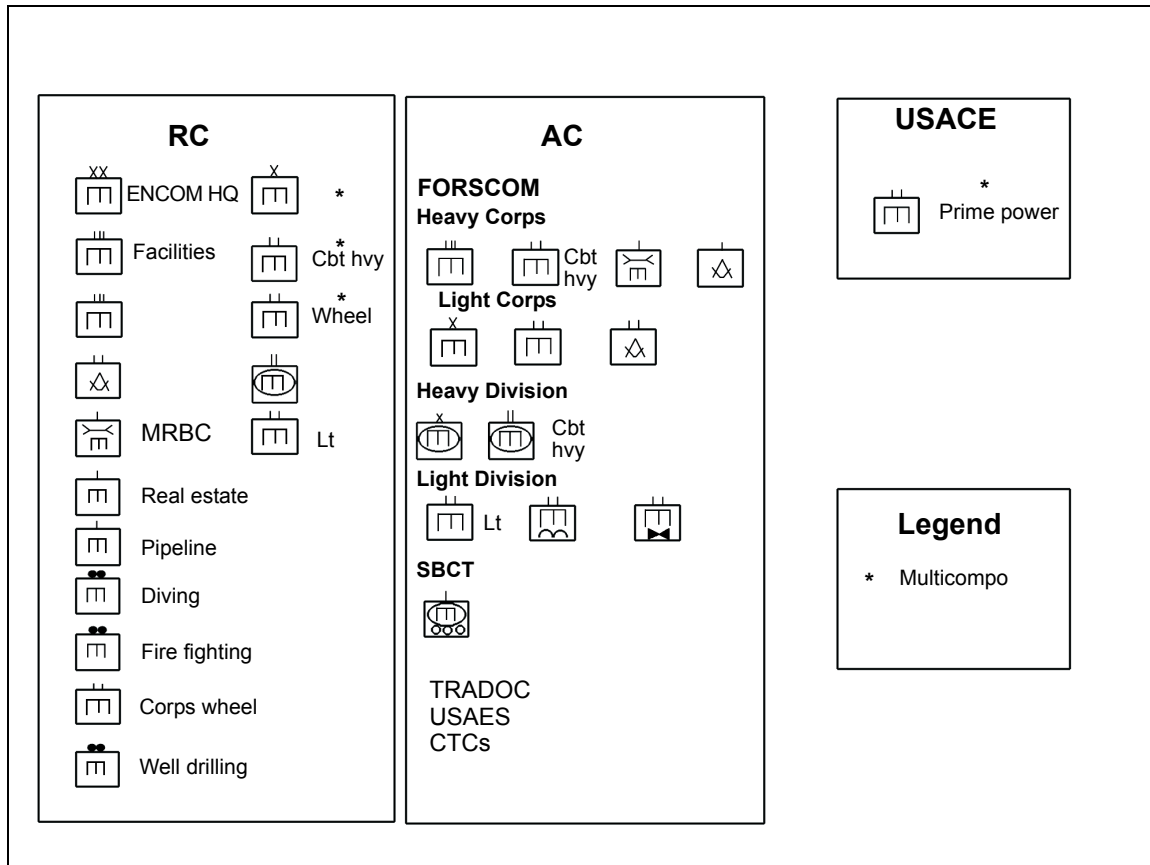 RC
ENCOM HQ
*
Facilities
*
Cbt hvy
*
Wheel
MRBC
Lt
Real estate
Pipeline
Diving
Fire fighting
Corps wheel
Well drilling
AC
FORSCOM
Heavy Corps
Cbt
hvy
Light Corps
Heavy Division
Cbt
hvy
Light Division
Lt
SBCT
TRADOC
USAES
CTCs
USACE
*
Prime power
Legend
* Multicompo